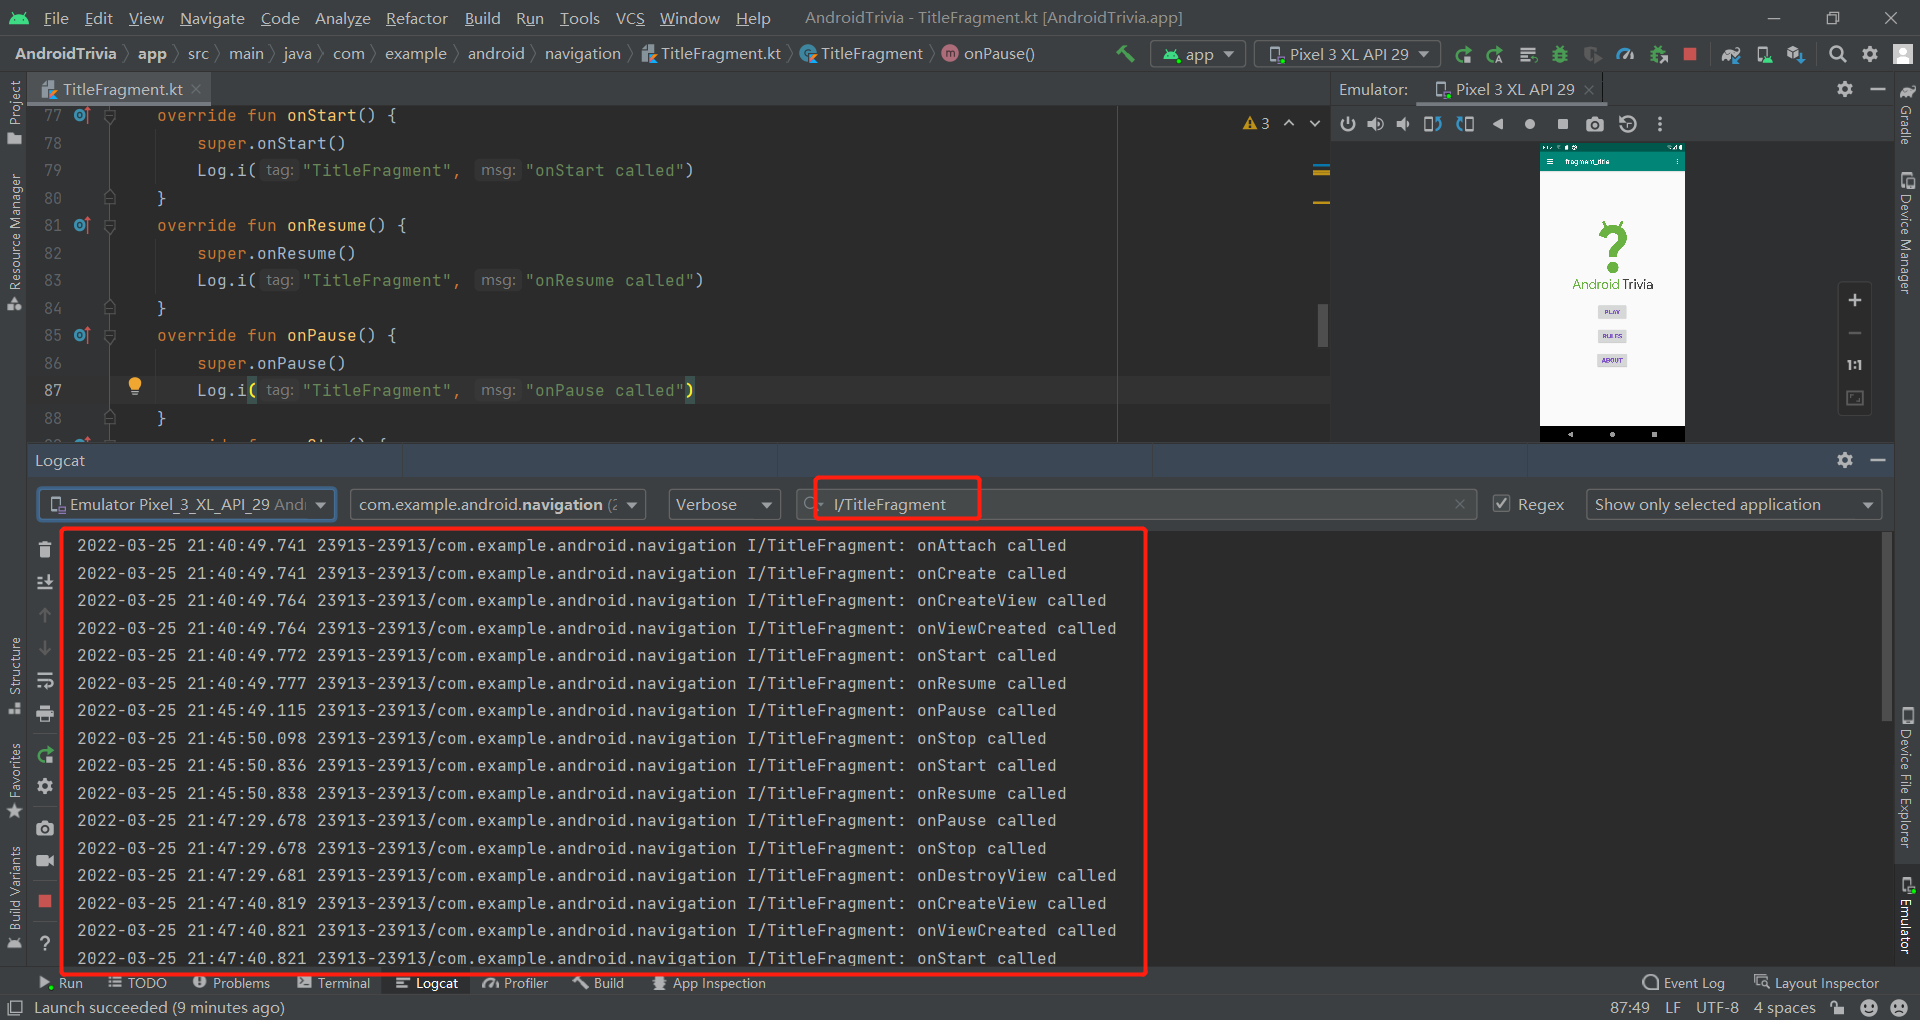 File Edit View Navigate Code Analyze Refactor Build Run Tools VCS Window Help AndroidTrivia - TitleFragment.kt [AndroidTrivia.app]
AndroidTrivia app src main java com example android navigation TitleFragment.kt TitleFragment onPause() app Pixel 3 XL API 29
TitleFragment.kt
Project
Resource Manager
Structure
Favorites
Build Variants
77 override fun onStart() {
78 super.onStart()
79 Log.i( tag: "TitleFragment", msg: "onStart called")
80 }
81 override fun onResume() {
82 super.onResume()
83 Log.i( tag: "TitleFragment", msg: "onResume called")
84 }
85 override fun onPause() {
86 super.onPause()
87 Log.i( tag: "TitleFragment", msg: "onPause called")
88 }
3
Emulator: Pixel 3 XL API 29
fragment_title
Android Trivia
PLAY
RULES
ABOUT
1:1
Gradle
Device Manager
Device File Explorer
Emulator
Logcat
Emulator Pixel_3_XL_API_29 Andr com.example.android.navigation (2 Verbose I/TitleFragment Regex Show only selected application
2022-03-25 21:40:49.741 23913-23913/com.example.android.navigation I/TitleFragment: onAttach called
2022-03-25 21:40:49.741 23913-23913/com.example.android.navigation I/TitleFragment: onCreate called
2022-03-25 21:40:49.764 23913-23913/com.example.android.navigation I/TitleFragment: onCreateView called
2022-03-25 21:40:49.764 23913-23913/com.example.android.navigation I/TitleFragment: onViewCreated called
2022-03-25 21:40:49.772 23913-23913/com.example.android.navigation I/TitleFragment: onStart called
2022-03-25 21:40:49.777 23913-23913/com.example.android.navigation I/TitleFragment: onResume called
2022-03-25 21:45:49.115 23913-23913/com.example.android.navigation I/TitleFragment: onPause called
2022-03-25 21:45:50.098 23913-23913/com.example.android.navigation I/TitleFragment: onStop called
2022-03-25 21:45:50.836 23913-23913/com.example.android.navigation I/TitleFragment: onStart called
2022-03-25 21:45:50.838 23913-23913/com.example.android.navigation I/TitleFragment: onResume called
2022-03-25 21:47:29.678 23913-23913/com.example.android.navigation I/TitleFragment: onPause called
2022-03-25 21:47:29.678 23913-23913/com.example.android.navigation I/TitleFragment: onStop called
2022-03-25 21:47:29.681 23913-23913/com.example.android.navigation I/TitleFragment: onDestroyView called
2022-03-25 21:47:40.819 23913-23913/com.example.android.navigation I/TitleFragment: onCreateView called
2022-03-25 21:47:40.821 23913-23913/com.example.android.navigation I/TitleFragment: onViewCreated called
2022-03-25 21:47:40.821 23913-23913/com.example.android.navigation I/TitleFragment: onStart called
Run TODO Problems Terminal Logcat Profiler Build App Inspection Event Log Layout Inspector
Launch succeeded (9 minutes ago) 87:49 LF UTF-8 4 spaces